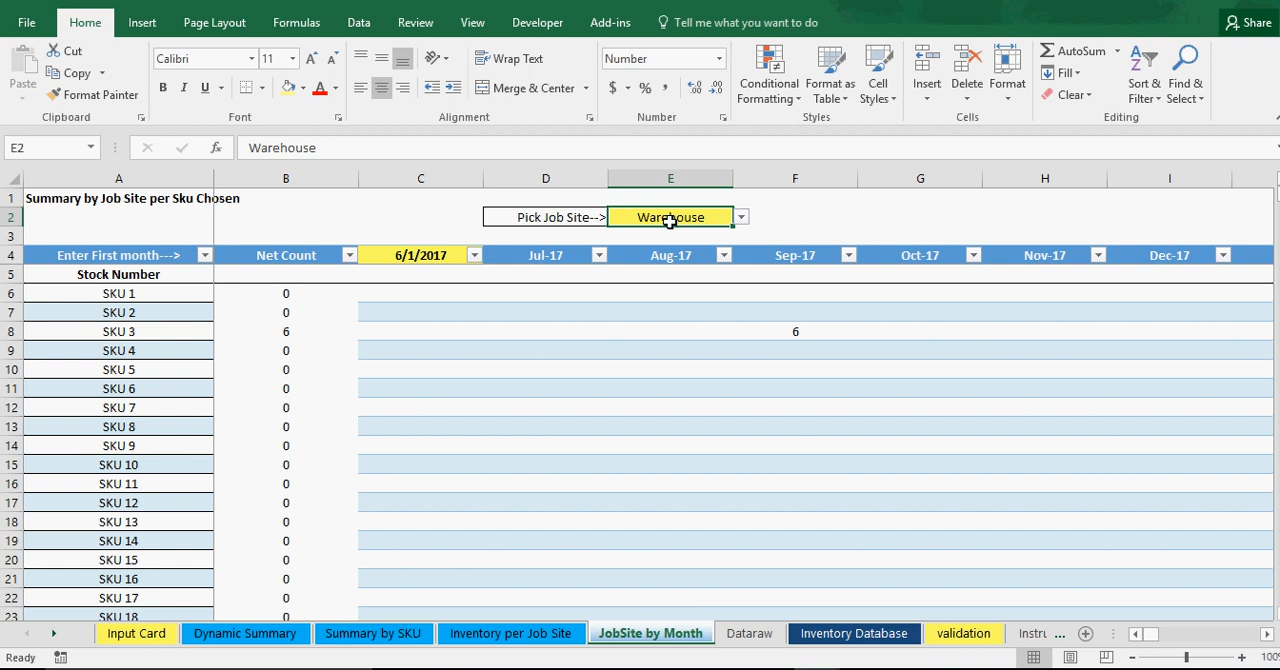 File Home Insert Page Layout Formulas Data Review View Developer Add-ins Tell me what you want to do Share
Paste Cut Copy Format Painter Clipboard
Calibri 11 A A B I U A Font
Wrap Text Merge & Center Alignment
Number $ % , Number
Conditional Formatting Format as Table Cell Styles Styles
Insert Delete Format Cells
AutoSum Fill Clear Sort & Filter Find & Select Editing
E2 fx Warehouse
A B C D E F G H I
1 Summary by Job Site per Sku Chosen
2 Pick Job Site--> Warehouse
3
4 Enter First month---> Net Count 6/1/2017 Jul-17 Aug-17 Sep-17 Oct-17 Nov-17 Dec-17
5 Stock Number
6 SKU 1 0
7 SKU 2 0
8 SKU 3 6 6
9 SKU 4 0
10 SKU 5 0
11 SKU 6 0
12 SKU 7 0
13 SKU 8 0
14 SKU 9 0
15 SKU 10 0
16 SKU 11 0
17 SKU 12 0
18 SKU 13 0
19 SKU 14 0
20 SKU 15 0
21 SKU 16 0
22 SKU 17 0
23 SKU 18 0
Input Card Dynamic Summary Summary by SKU Inventory per Job Site JobSite by Month Dataraw Inventory Database validation Instru ...
Ready 100%